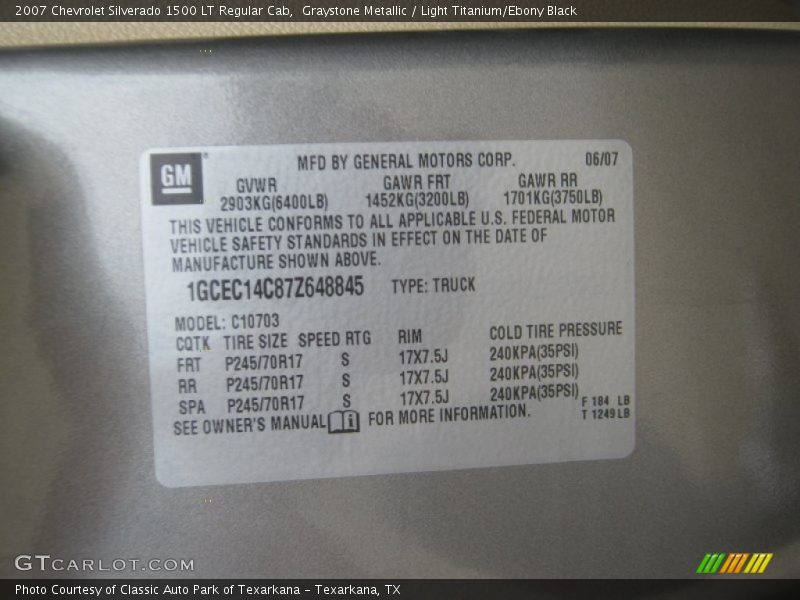 2007 Chevrolet Silverado 1500 LT Regular Cab, Graystone Metallic / Light Titanium/Ebony Black
GM
MFD BY GENERAL MOTORS CORP. 06/07
GVWR GAWR FRT GAWR RR
2903KG(6400LB) 1452KG(3200LB) 1701KG(3750LB)
THIS VEHICLE CONFORMS TO ALL APPLICABLE U.S. FEDERAL MOTOR
VEHICLE SAFETY STANDARDS IN EFFECT ON THE DATE OF
MANUFACTURE SHOWN ABOVE.
1GCEC14C87Z648845 TYPE: TRUCK
MODEL: C10703
CQTK TIRE SIZE SPEED RTG RIM COLD TIRE PRESSURE
FRT P245/70R17 S 17X7.5J 240KPA(35PSI)
RR P245/70R17 S 17X7.5J 240KPA(35PSI)
SPA P245/70R17 S 17X7.5J 240KPA(35PSI)
F 184 LB
SEE OWNER'S MANUAL FOR MORE INFORMATION.
T 1249 LB
GTCARLOT.COM
Photo Courtesy of Classic Auto Park of Texarkana – Texarkana, TX